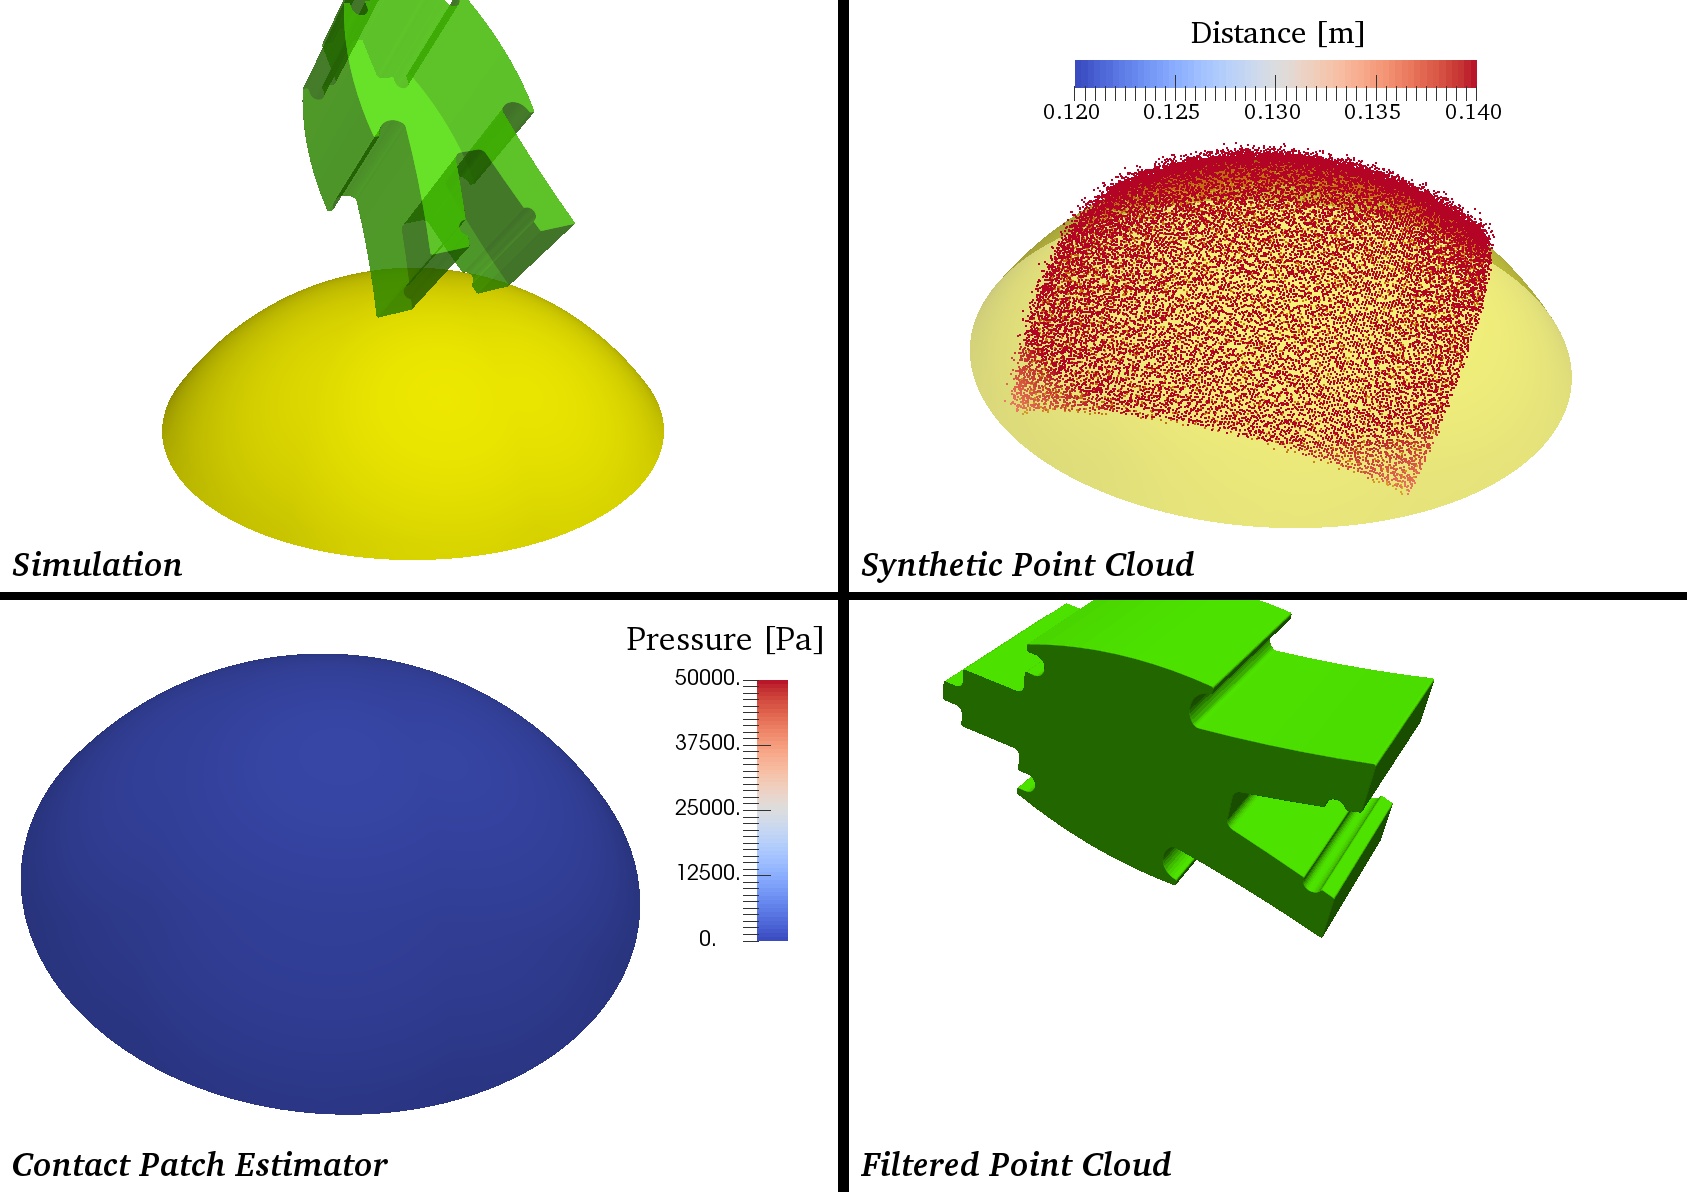 Simulation
Distance [m]
0.120 0.125 0.130 0.135 0.140
Synthetic Point Cloud
Pressure [Pa]
50000.
37500.
25000.
12500.
0.
Contact Patch Estimator
Filtered Point Cloud